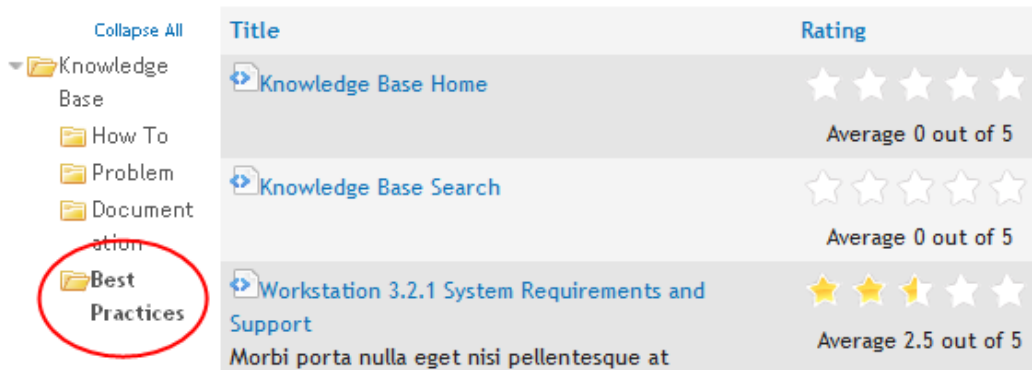 Collapse All
Knowledge
Base
How To
Problem
Document
ation
Best
Practices
Title Rating
Knowledge Base Home
Average 0 out of 5
Knowledge Base Search
Average 0 out of 5
Workstation 3.2.1 System Requirements and
Support
Average 2.5 out of 5
Morbi porta nulla eget nisi pellentesque at